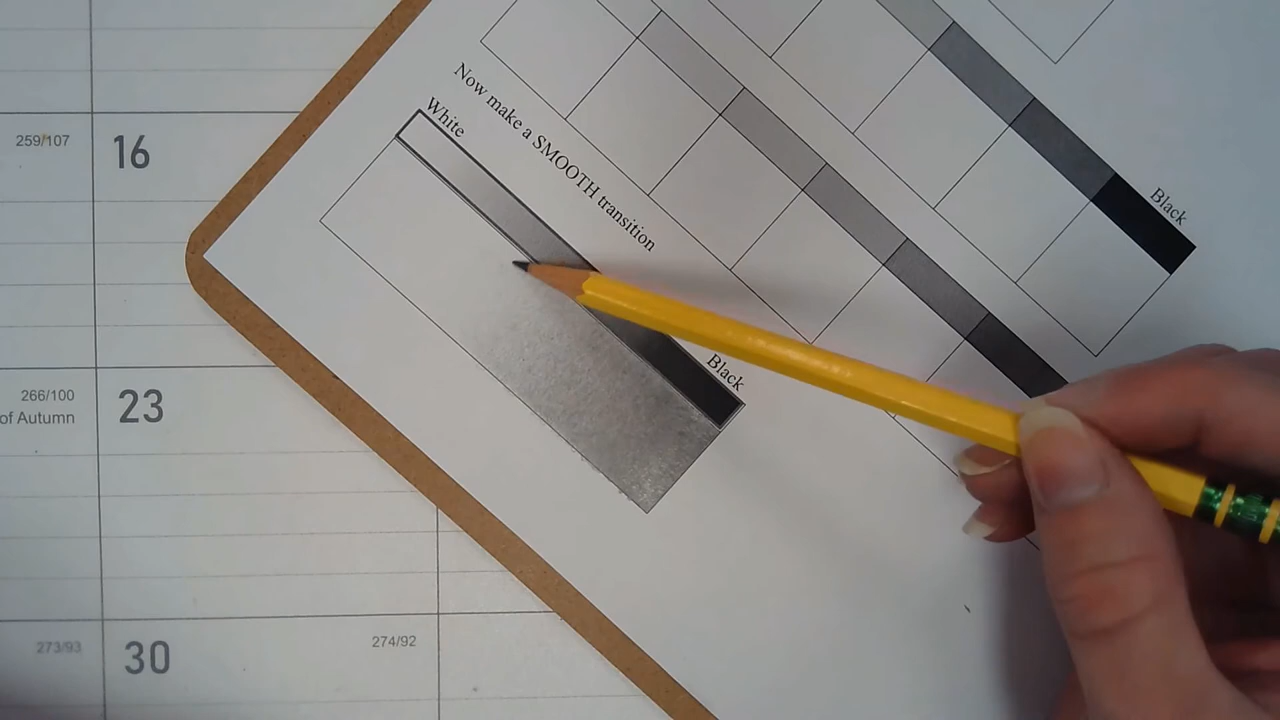 259/107
16
266/100
of Autumn
23
273/93
30
274/92
Now make a SMOOTH transition
White
Black
Black